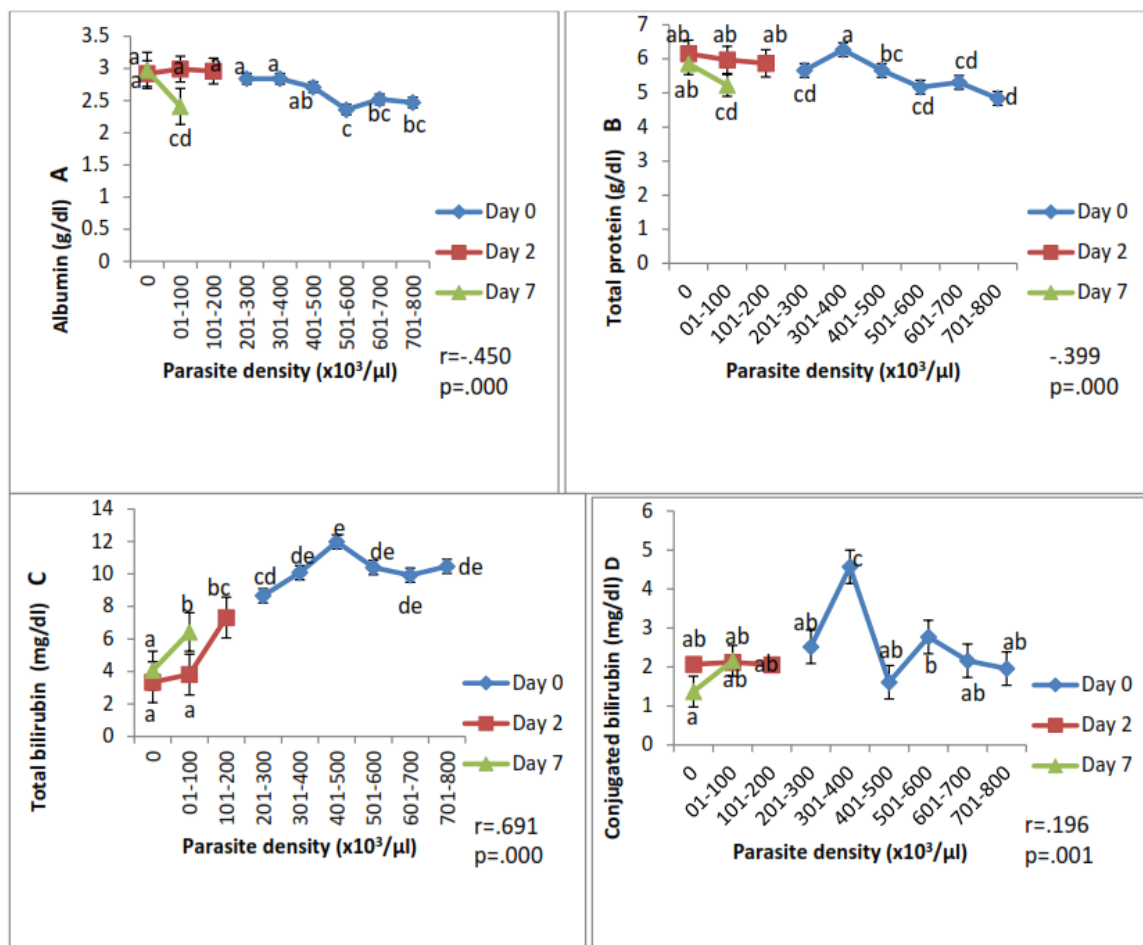 3.5
3
2.5
2
1.5
1
0.5
0
Albumin (g/dl) A
a
a
a
a
a
a
ab
c
bc
bc
cd
Day 0
Day 2
Day 7
0
01-100
101-200
201-300
301-400
401-500
501-600
601-700
701-800
Parasite density (x10³/µl)
r=-.450
p=.000
7
6
5
4
3
2
1
0
Total protein (g/dl) B
ab
ab
ab
a
bc
cd
ab
cd
cd
cd
d
Day 0
Day 2
Day 7
0
01-100
101-200
201-300
301-400
401-500
501-600
601-700
701-800
Parasite density (x10³/µl)
-.399
p=.000
14
12
10
8
6
4
2
0
Total bilirubin (mg/dl) C
a
b
bc
cd
de
e
de
de
de
a
a
Day 0
Day 2
Day 7
0
01-100
101-200
201-300
301-400
401-500
501-600
601-700
701-800
Parasite density (x10³/µl)
r=.691
p=.000
6
5
4
3
2
1
0
Conjugated bilirubin (mg/dl) D
ab
ab
ab
ab
ab
c
ab
b
ab
ab
a
Day 0
Day 2
Day 7
0
01-100
101-200
201-300
301-400
401-500
501-600
601-700
701-800
Parasite density (x10³/µl)
r=.196
p=.001